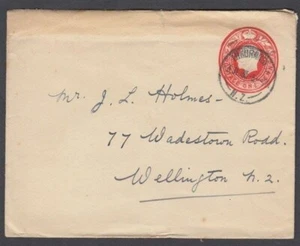 N.Z.
Mr. J. L. Holmes-
77 Wadestown Road.
Wellington N.Z.